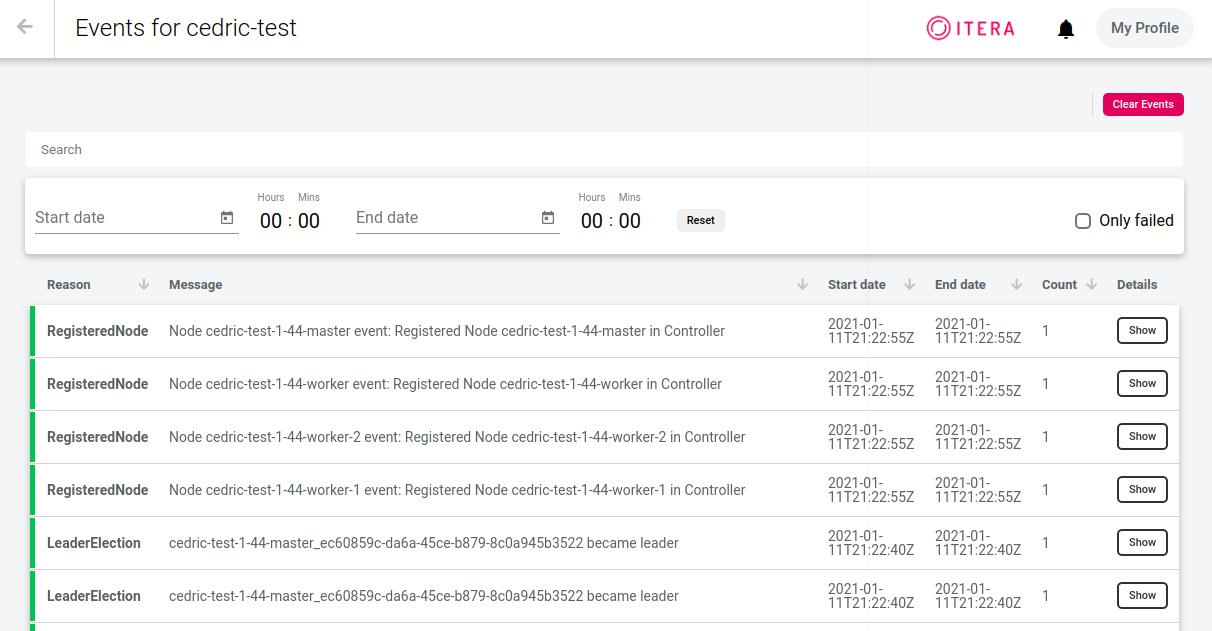 Events for cedric-test
ITERA
My Profile
Clear Events
Search
Hours Mins Hours Mins
Start date 00 : 00 End date 00 : 00 Reset Only failed
Reason Message Start date End date Count Details
RegisteredNode Node cedric-test-1-44-master event: Registered Node cedric-test-1-44-master in Controller 2021-01- 2021-01- 1 Show
11T21:22:55Z 11T21:22:55Z
RegisteredNode Node cedric-test-1-44-worker event: Registered Node cedric-test-1-44-worker in Controller 2021-01- 2021-01- 1 Show
11T21:22:55Z 11T21:22:55Z
RegisteredNode Node cedric-test-1-44-worker-2 event: Registered Node cedric-test-1-44-worker-2 in Controller 2021-01- 2021-01- 1 Show
11T21:22:55Z 11T21:22:55Z
RegisteredNode Node cedric-test-1-44-worker-1 event: Registered Node cedric-test-1-44-worker-1 in Controller 2021-01- 2021-01- 1 Show
11T21:22:55Z 11T21:22:55Z
LeaderElection cedric-test-1-44-master_ec60859c-da6a-45ce-b879-8c0a945b3522 became leader 2021-01- 2021-01- 1 Show
11T21:22:40Z 11T21:22:40Z
LeaderElection cedric-test-1-44-master_ec60859c-da6a-45ce-b879-8c0a945b3522 became leader 2021-01- 2021-01- 1 Show
11T21:22:40Z 11T21:22:40Z